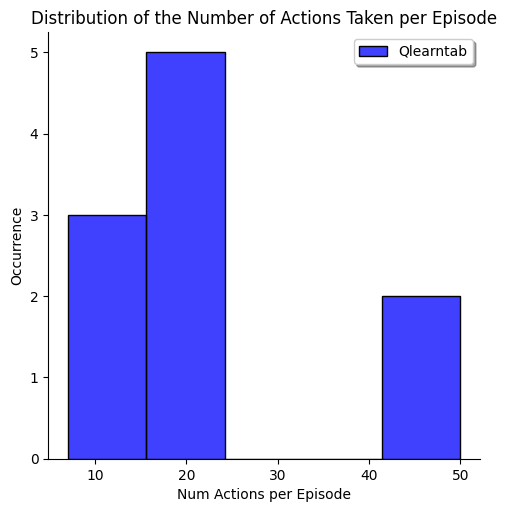 Distribution of the Number of Actions Taken per Episode
Qlearntab
5
4
3
2
1
0
Occurrence
10 20 30 40 50
Num Actions per Episode